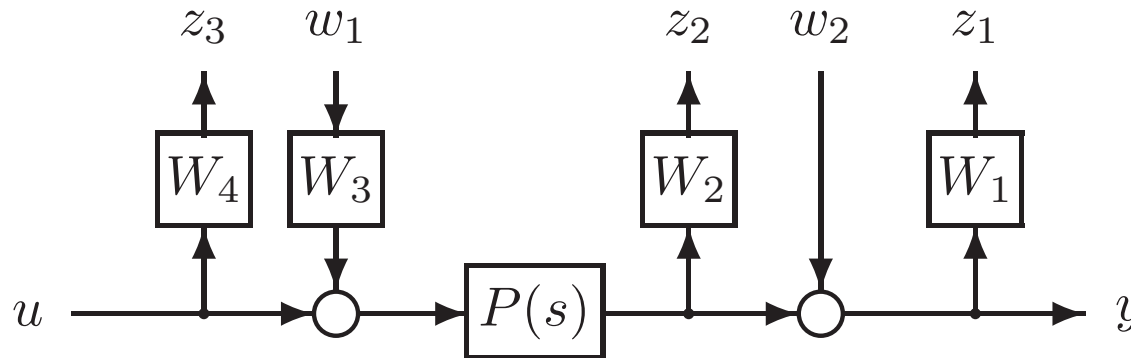 z₃ w₁ z₂ w₂ z₁
W₄ W₃ W₂ W₁
u P(s) y